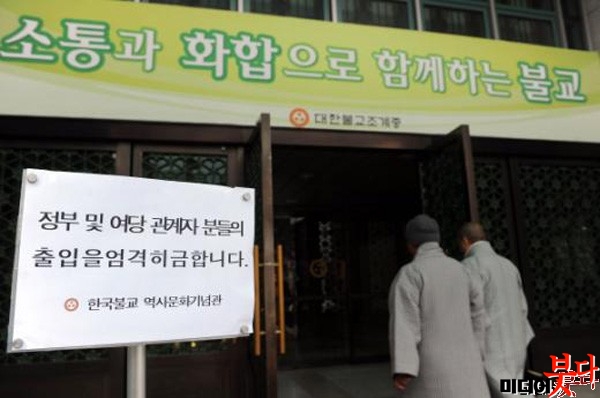 소통과 화합으로 함께하는 불교
대한불교조계종
정부 및 여당 관계자 분들의
출입을엄격히금합니다.
한국불교 역사문화기념관
붓다
미디어